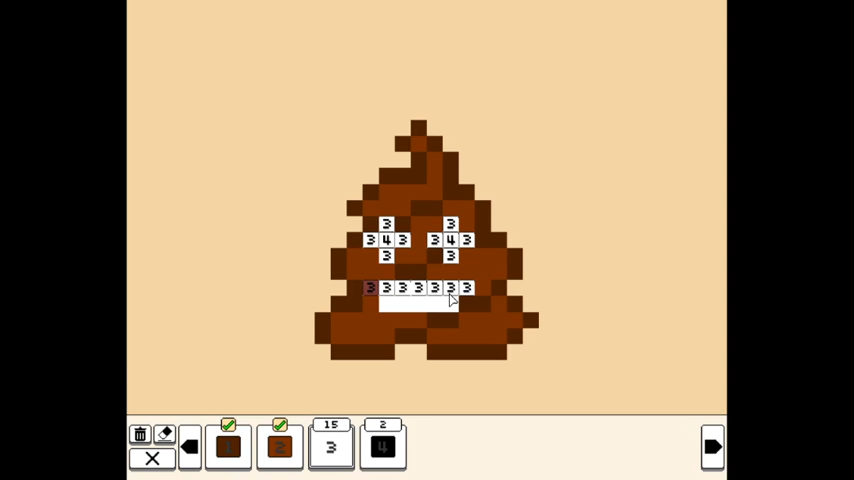 3 3
3 4 3 3 4 3
3 3
3 3 3 3 3 3 3
15 2
1 2 3 4